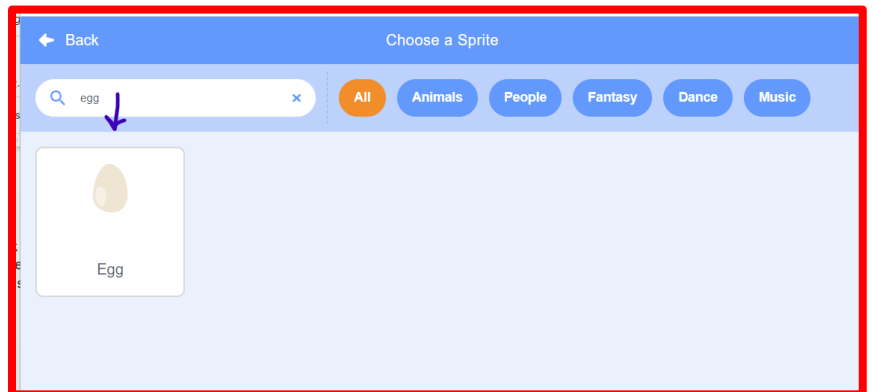 Back
Choose a Sprite
egg
All Animals People Fantasy Dance Music
Egg